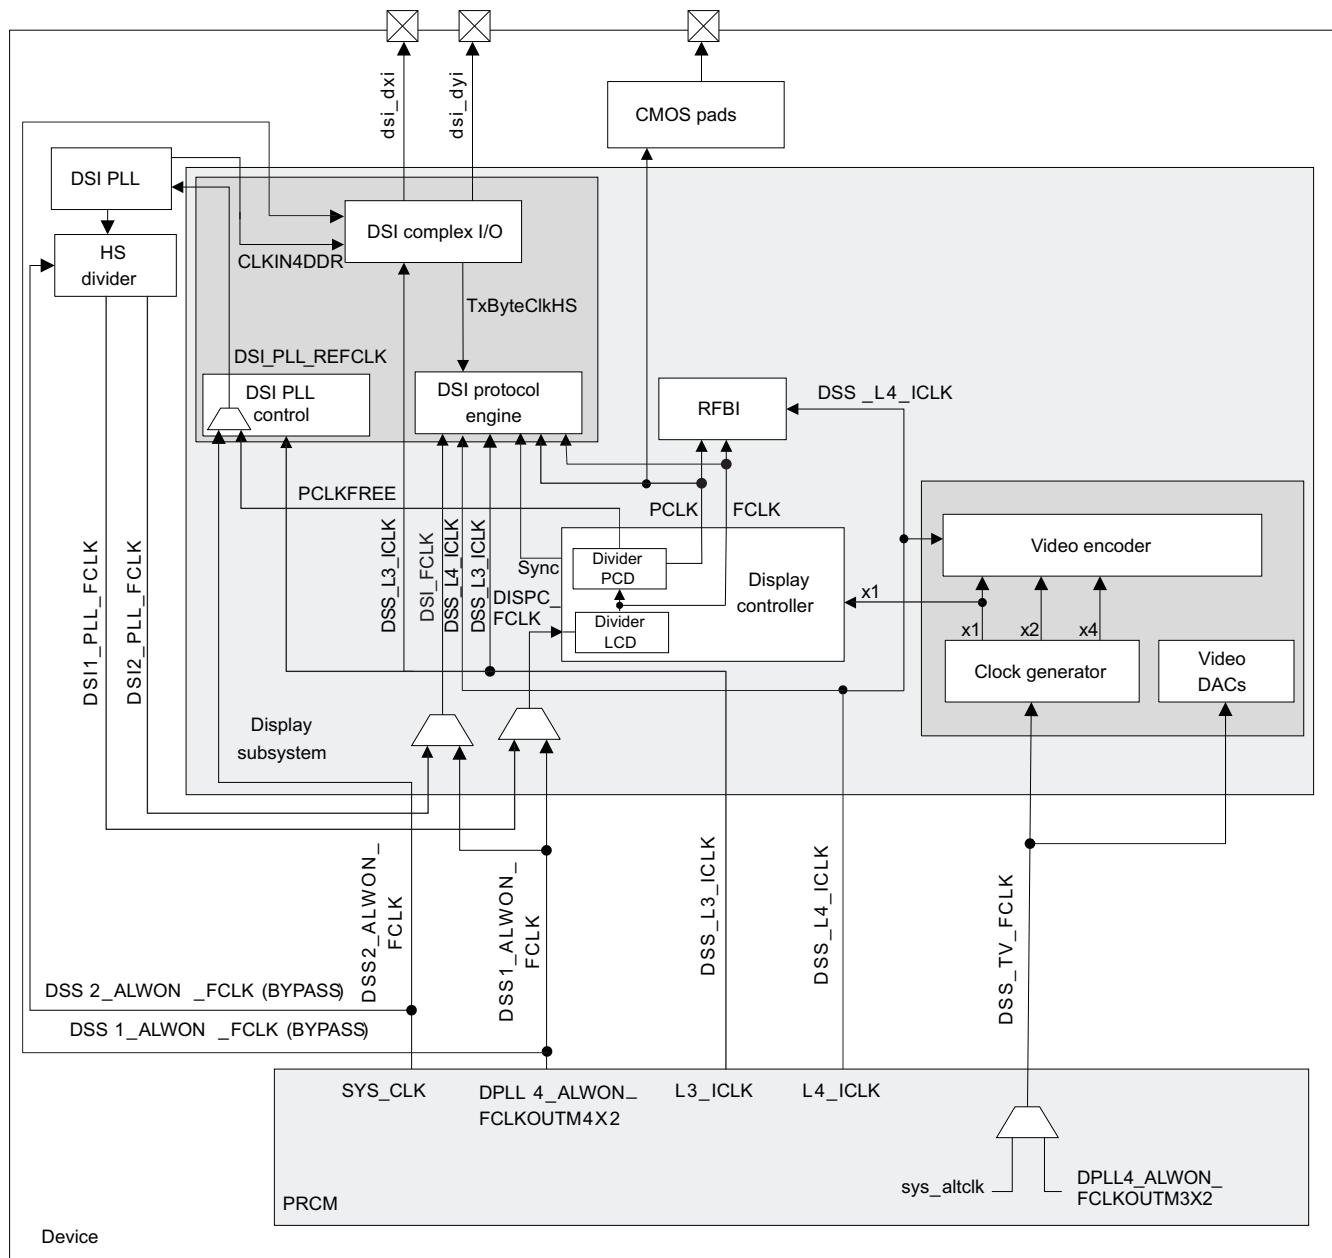 dsi_dxi
dsi_dyi
CMOS pads
DSI PLL
DSI complex I/O
HS
divider
CLKIN4DDR
TxByteClkHS
DSI_PLL_REFCLK
DSI PLL
control
DSI protocol
engine
RFBI
DSS _L4_ICLK
PCLKFREE
PCLK
FCLK
DSI1_PLL_FCLK
DSI2_PLL_FCLK
DSS_L3_ICLK
DSI_FCLK
DSS_L4_ICLK
DSS_L3_ICLK
Sync
DISPC_
FCLK
Divider
PCD
Divider
LCD
Display
controller
x1
Video encoder
x1
x2
x4
Clock generator
Video
DACs
Display
subsystem
DSS2_ALWON_
FCLK
DSS1_ALWON_
FCLK
DSS_L3_ICLK
DSS_L4_ICLK
DSS_TV_FCLK
DSS 2_ALWON _FCLK (BYPASS)
DSS 1_ALWON _FCLK (BYPASS)
SYS_CLK
DPLL 4_ALWON_
FCLKOUTM4X2
L3_ICLK
L4_ICLK
sys_altclk
DPLL4_ALWON_
FCLKOUTM3X2
PRCM
Device